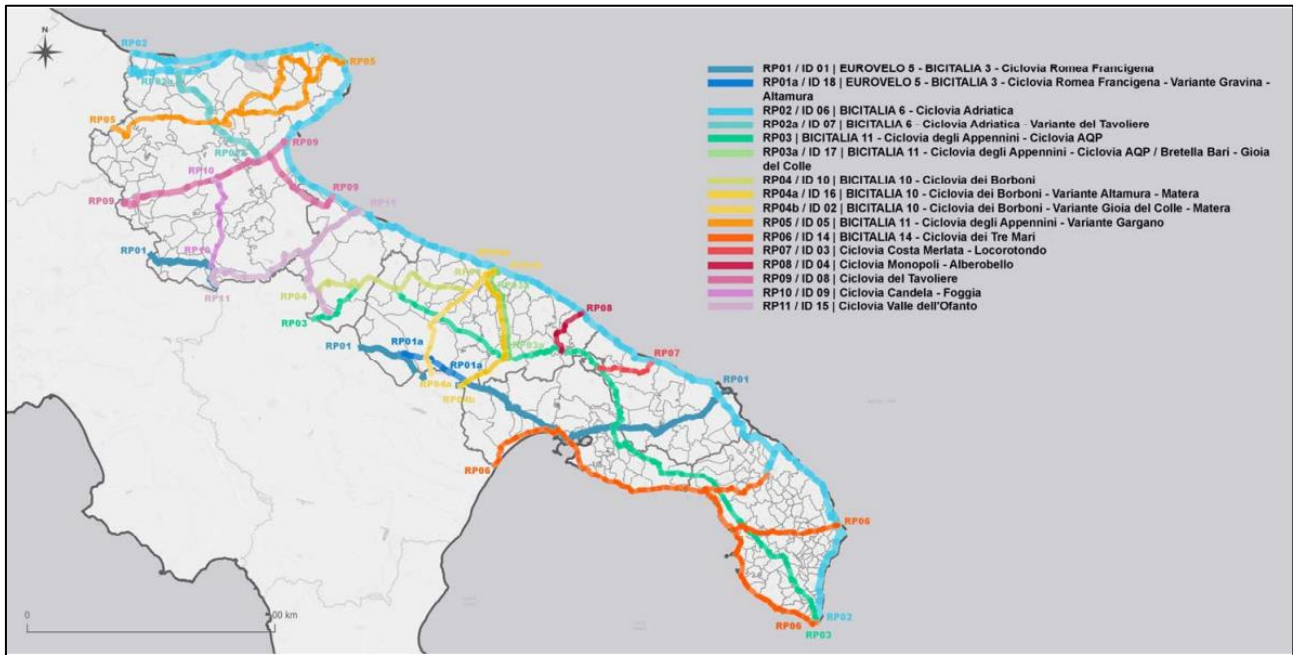 N
RP02
RP05
RP02a
RP05
RP09
RP10
RP09
RP09
RP11
RP01
RP10
RP11
RP04
RP03
RP03a
RP08
RP01
RP01a
RP01a
RP04a
RP04b
RP07
RP01
RP06
RP06
RP02
RP06
RP03
0
00 km
RP01 / ID 01 | EUROVELO 5 - BICITALIA 3 - Ciclovia Romea Francigena
RP01a / ID 18 | EUROVELO 5 - BICITALIA 3 - Ciclovia Romea Francigena - Variante Gravina -
Altamura
RP02 / ID 06 | BICITALIA 6 - Ciclovia Adriatica
RP02a / ID 07 | BICITALIA 6 - Ciclovia Adriatica - Variante del Tavoliere
RP03 | BICITALIA 11 - Ciclovia degli Appennini - Ciclovia AQP
RP03a / ID 17 | BICITALIA 11 - Ciclovia degli Appennini - Ciclovia AQP / Bretella Bari - Gioia
del Colle
RP04 / ID 10 | BICITALIA 10 - Ciclovia dei Borboni
RP04a / ID 16 | BICITALIA 10 - Ciclovia dei Borboni - Variante Altamura - Matera
RP04b / ID 02 | BICITALIA 10 - Ciclovia dei Borboni - Variante Gioia del Colle - Matera
RP05 / ID 05 | BICITALIA 11 - Ciclovia degli Appennini - Variante Gargano
RP06 / ID 14 | BICITALIA 14 - Ciclovia dei Tre Mari
RP07 / ID 03 | Ciclovia Costa Merlata - Locorotondo
RP08 / ID 04 | Ciclovia Monopoli - Alberobello
RP09 / ID 08 | Ciclovia del Tavoliere
RP10 / ID 09 | Ciclovia Candela - Foggia
RP11 / ID 15 | Ciclovia Valle dell'Ofanto